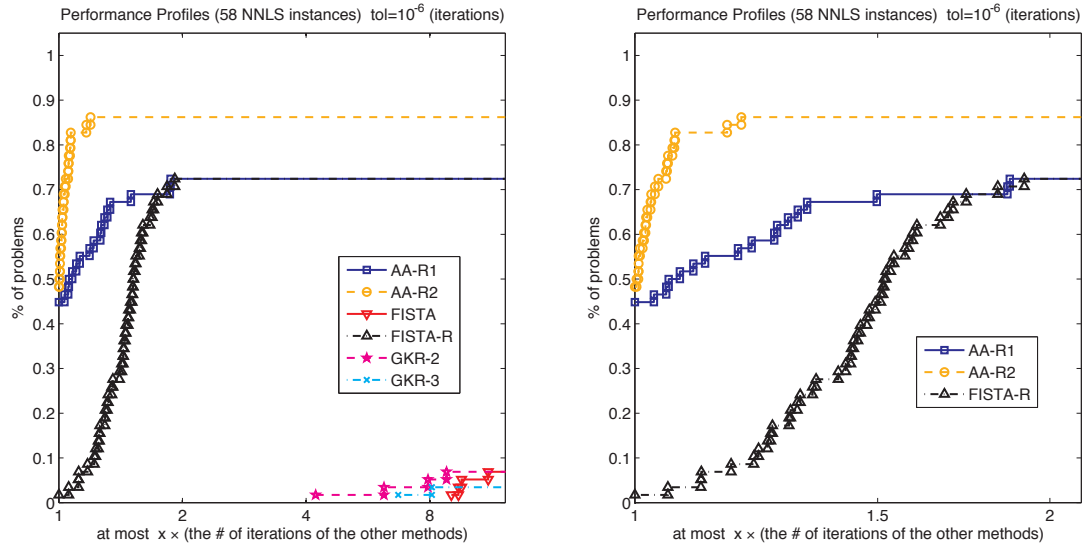 Performance Profiles (58 NNLS instances) tol=10⁻⁶ (iterations)
1
0.9
0.8
0.7
0.6
0.5
0.4
0.3
0.2
0.1
0
% of problems
AA-R1
AA-R2
FISTA
FISTA-R
GKR-2
GKR-3
1 2 4 8
at most x × (the # of iterations of the other methods)
Performance Profiles (58 NNLS instances) tol=10⁻⁶ (iterations)
1
0.9
0.8
0.7
0.6
0.5
0.4
0.3
0.2
0.1
0
% of problems
AA-R1
AA-R2
FISTA-R
1 1.5 2
at most x × (the # of iterations of the other methods)